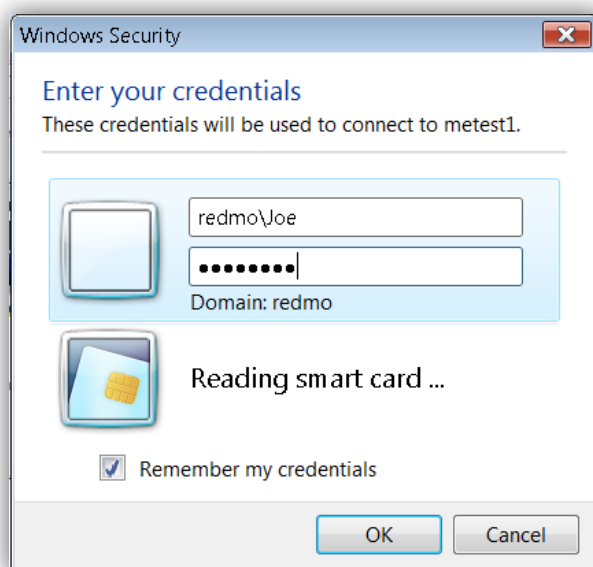 Windows Security
Enter your credentials
These credentials will be used to connect to metest1.
redmo\Joe
●●●●●●●●
Domain: redmo
Reading smart card ...
Remember my credentials
OK
Cancel